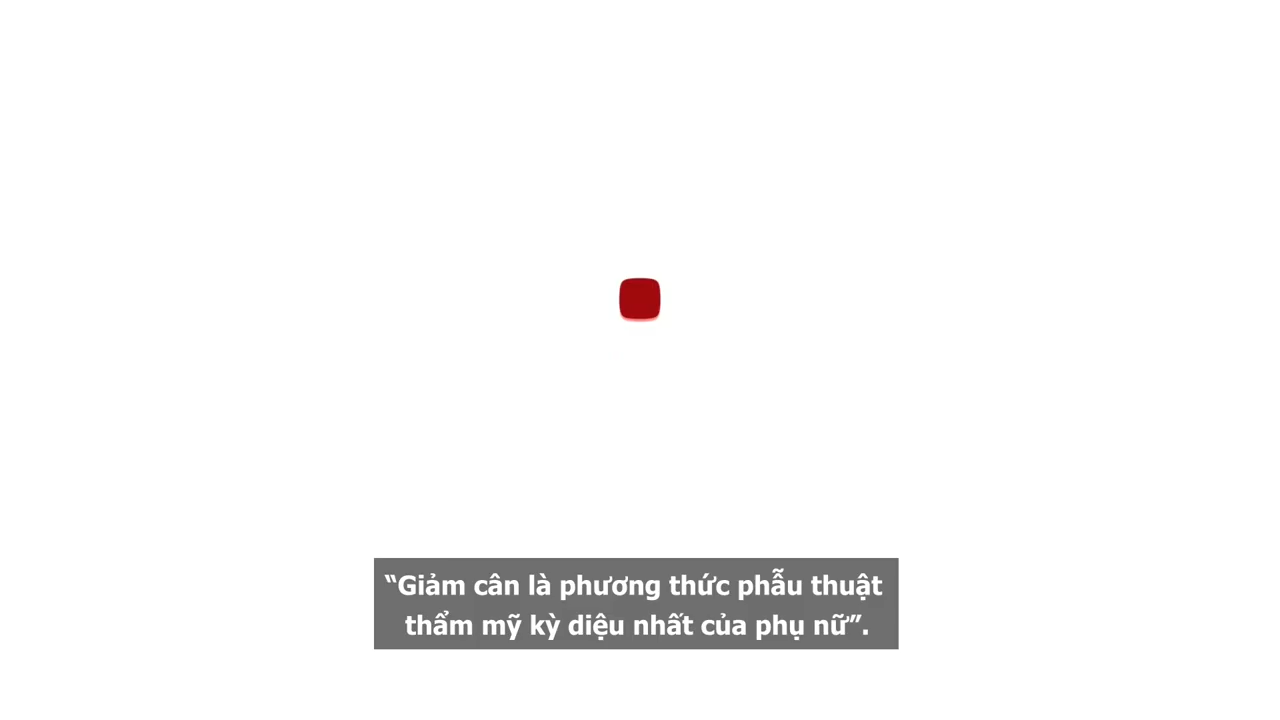 “Giảm cân là phương thức phẫu thuật
thẩm mỹ kỳ diệu nhất của phụ nữ”.